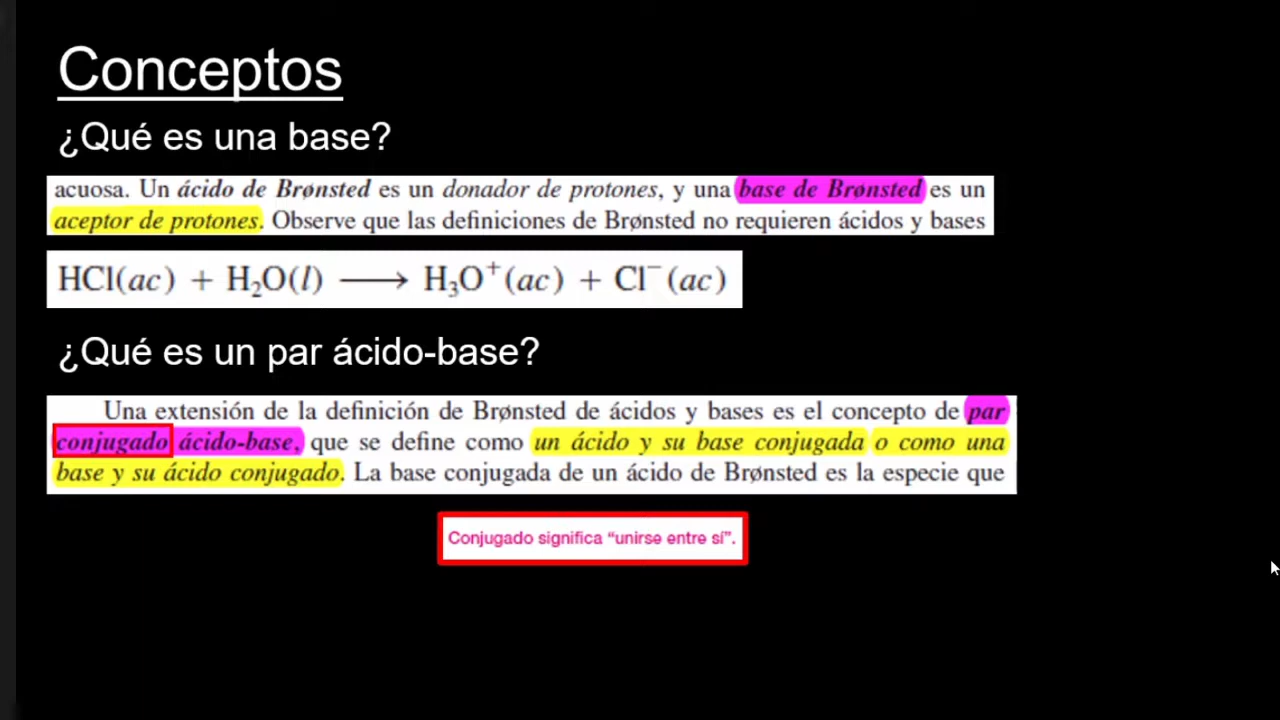 Conceptos
¿Qué es una base?
acuosa. Un ácido de Brønsted es un donador de protones, y una base de Brønsted es un
aceptor de protones. Observe que las definiciones de Brønsted no requieren ácidos y bases
HCl(ac) + H₂O(l) ⟶ H₃O⁺(ac) + Cl⁻(ac)
¿Qué es un par ácido-base?
Una extensión de la definición de Brønsted de ácidos y bases es el concepto de par
conjugado ácido-base, que se define como un ácido y su base conjugada o como una
base y su ácido conjugado. La base conjugada de un ácido de Brønsted es la especie que
Conjugado significa “unirse entre sí”.